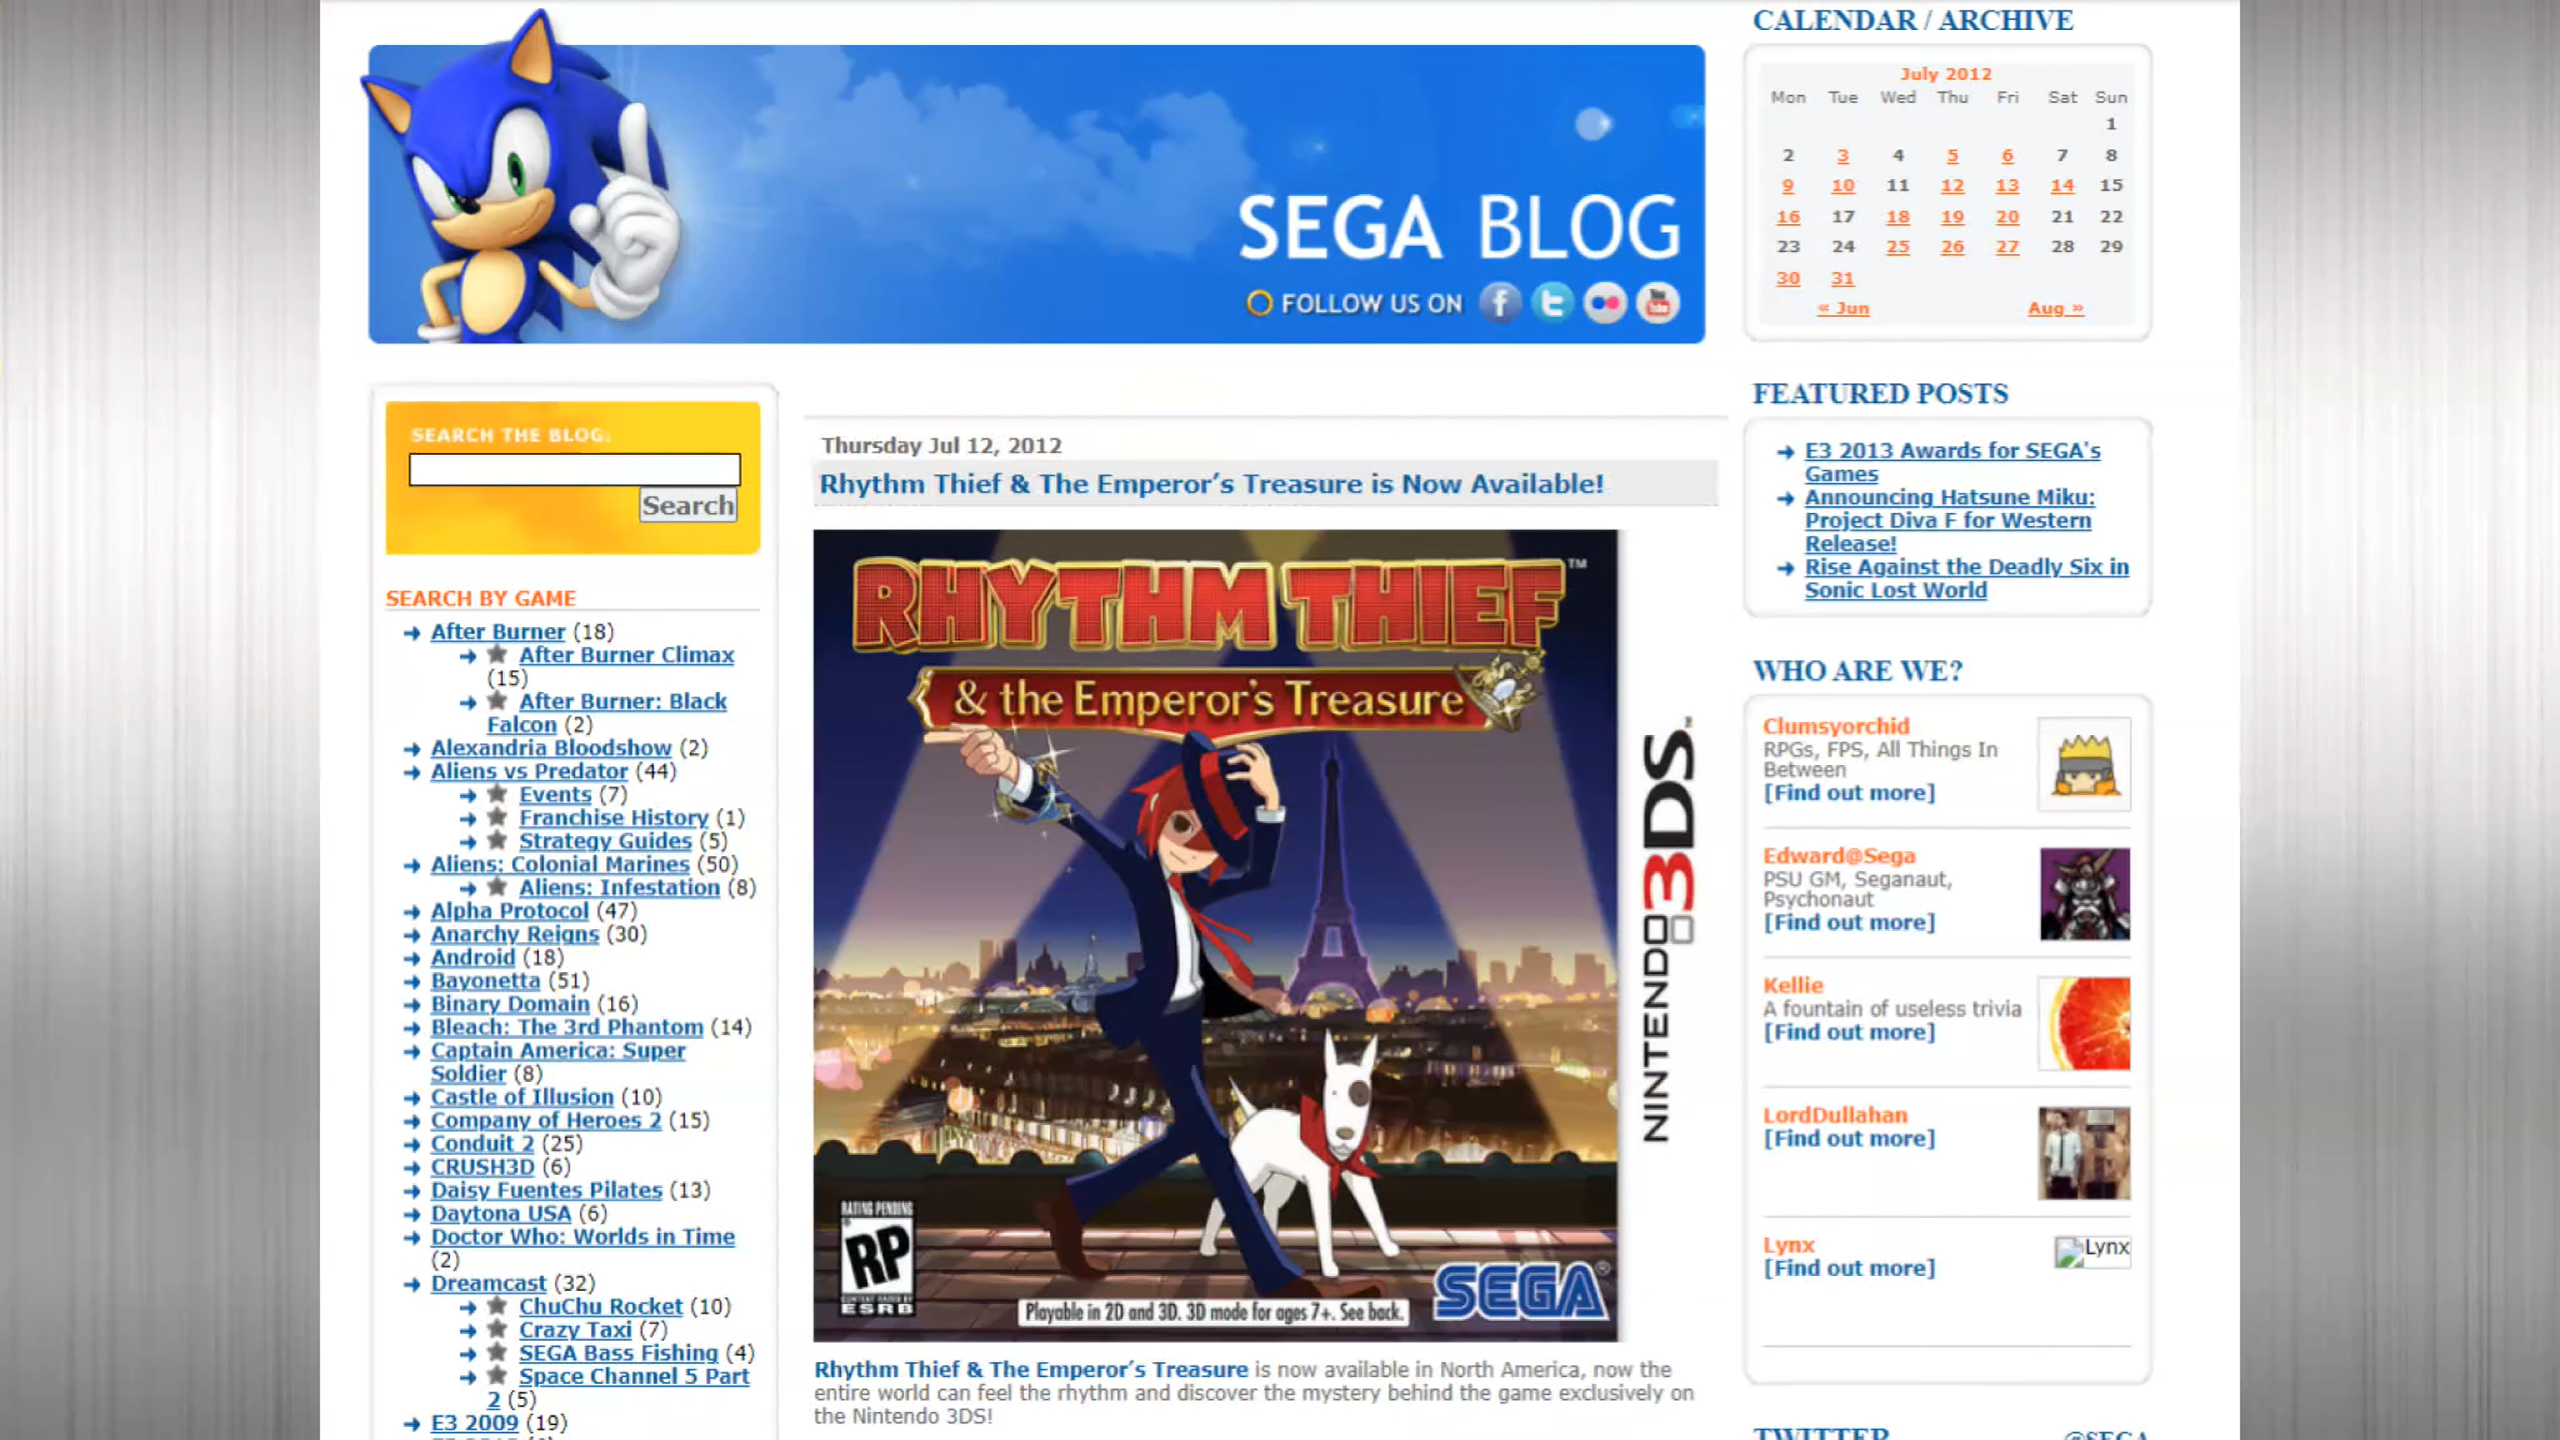 SEGA BLOG
FOLLOW US ON
CALENDAR / ARCHIVE
July 2012
Mon Tue Wed Thu Fri Sat Sun
1
2 3 4 5 6 7 8
9 10 11 12 13 14 15
16 17 18 19 20 21 22
23 24 25 26 27 28 29
30 31
« Jun Aug »
SEARCH THE BLOG:
Search
SEARCH BY GAME
After Burner (18)
After Burner Climax
(15)
After Burner: Black
Falcon (2)
Alexandria Bloodshow (2)
Aliens vs Predator (44)
Events (7)
Franchise History (1)
Strategy Guides (5)
Aliens: Colonial Marines (50)
Aliens: Infestation (8)
Alpha Protocol (47)
Anarchy Reigns (30)
Android (18)
Bayonetta (51)
Binary Domain (16)
Bleach: The 3rd Phantom (14)
Captain America: Super
Soldier (8)
Castle of Illusion (10)
Company of Heroes 2 (15)
Conduit 2 (25)
CRUSH3D (6)
Daisy Fuentes Pilates (13)
Daytona USA (6)
Doctor Who: Worlds in Time
(2)
Dreamcast (32)
ChuChu Rocket (10)
Crazy Taxi (7)
SEGA Bass Fishing (4)
Space Channel 5 Part
2 (5)
E3 2009 (19)
Thursday Jul 12, 2012
Rhythm Thief & The Emperor’s Treasure is Now Available!
RHYTHM THIEF™
& the Emperor's Treasure
NINTENDO 3DS™
RATING PENDING
RP
CONTENT RATED BY
ESRB
Playable in 2D and 3D. 3D mode for ages 7+. See back.
SEGA®
Rhythm Thief & The Emperor’s Treasure is now available in North America, now the
entire world can feel the rhythm and discover the mystery behind the game exclusively on
the Nintendo 3DS!
FEATURED POSTS
E3 2013 Awards for SEGA's
Games
Announcing Hatsune Miku:
Project Diva F for Western
Release!
Rise Against the Deadly Six in
Sonic Lost World
WHO ARE WE?
Clumsyorchid
RPGs, FPS, All Things In
Between
[Find out more]
Edward@Sega
PSU GM, Seganaut,
Psychonaut
[Find out more]
Kellie
A fountain of useless trivia
[Find out more]
LordDullahan
[Find out more]
Lynx
Lynx
[Find out more]
TWITTER @SEGA